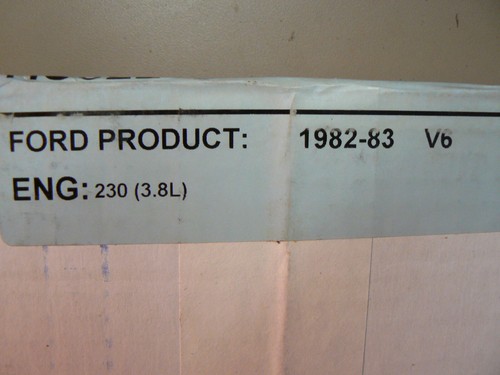 FORD PRODUCT: 1982-83 V6
ENG: 230 (3.8L)